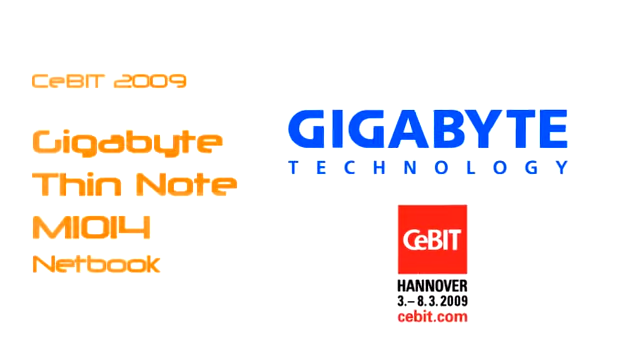 CeBIT 2009
Gigabyte
Thin Note
M1014
Netbook
GIGABYTE
TECHNOLOGY
CeBIT
HANNOVER
3.– 8.3.2009
cebit.com